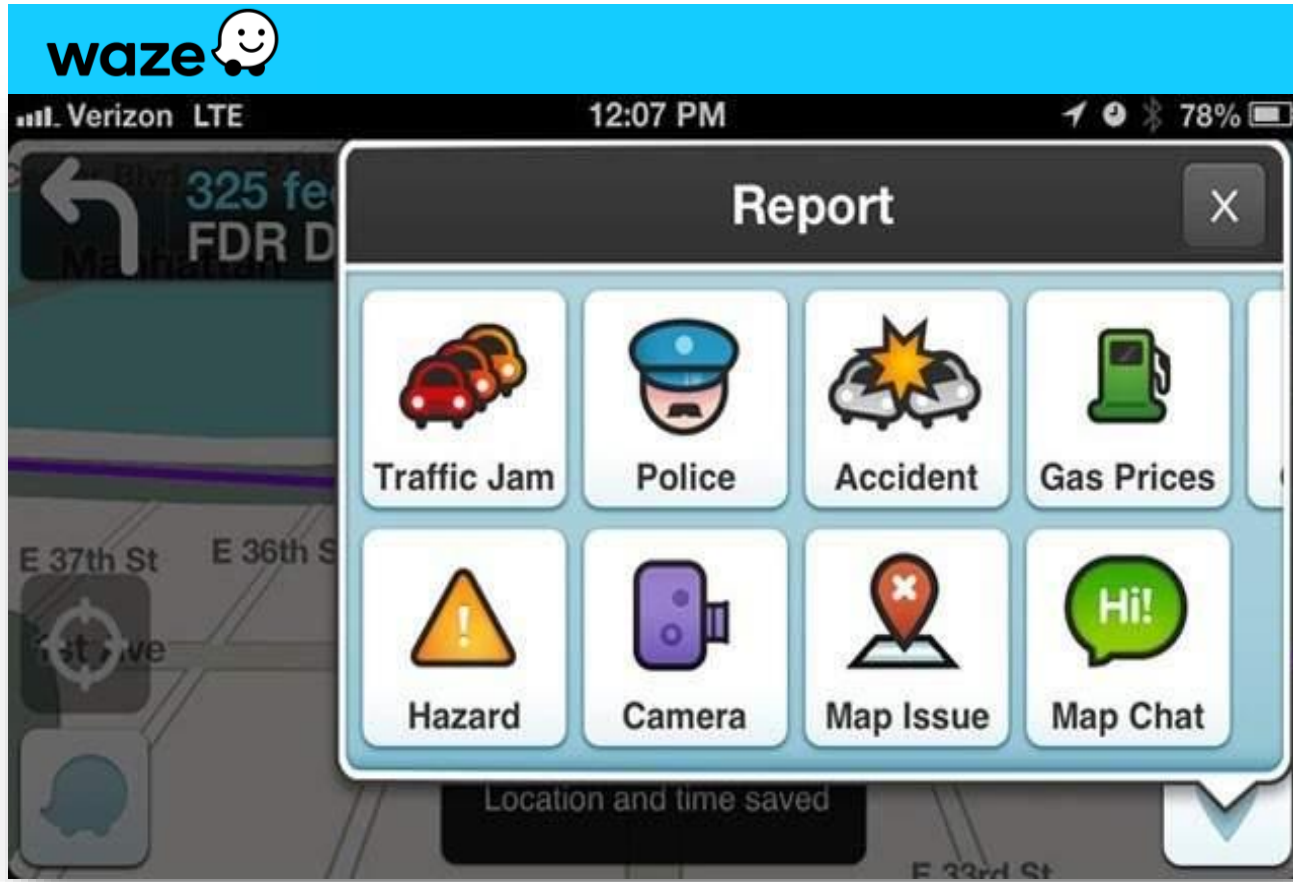 waze
Verizon LTE 12:07 PM 78%
325
FDR
Manhattan
Report X
Traffic Jam Police Accident Gas Prices
E 37th St E 36th S
Hi!
Hazard Camera Map Issue Map Chat
Location and time saved
E 33rd St